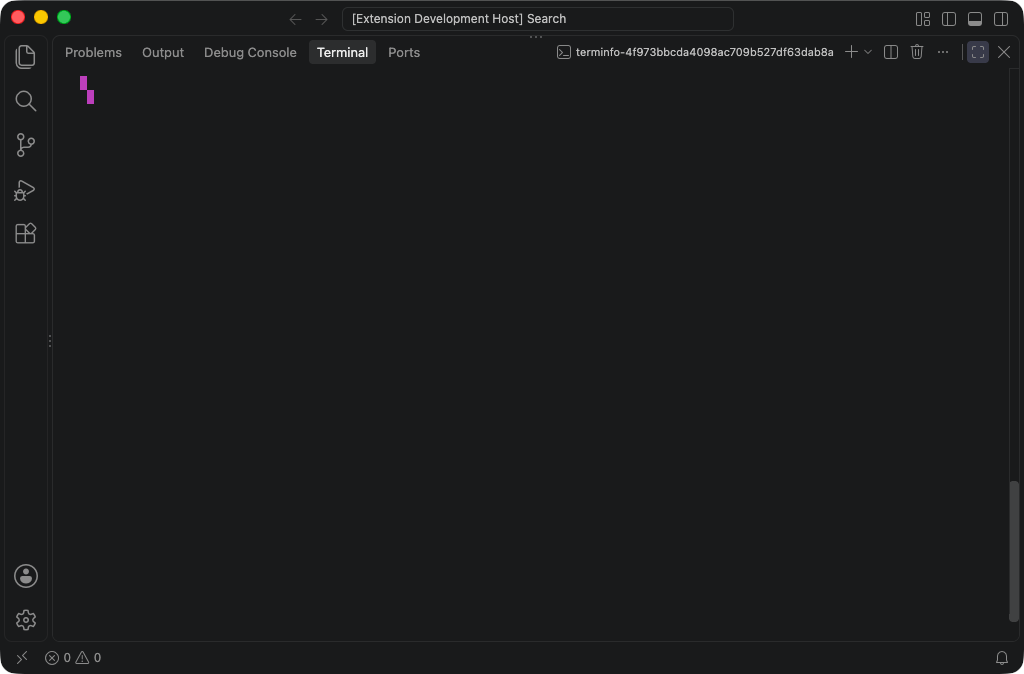 [Extension Development Host] Search
Problems Output Debug Console Terminal Ports terminfo-4f973bbcda4098ac709b527df63dab8a
0 0